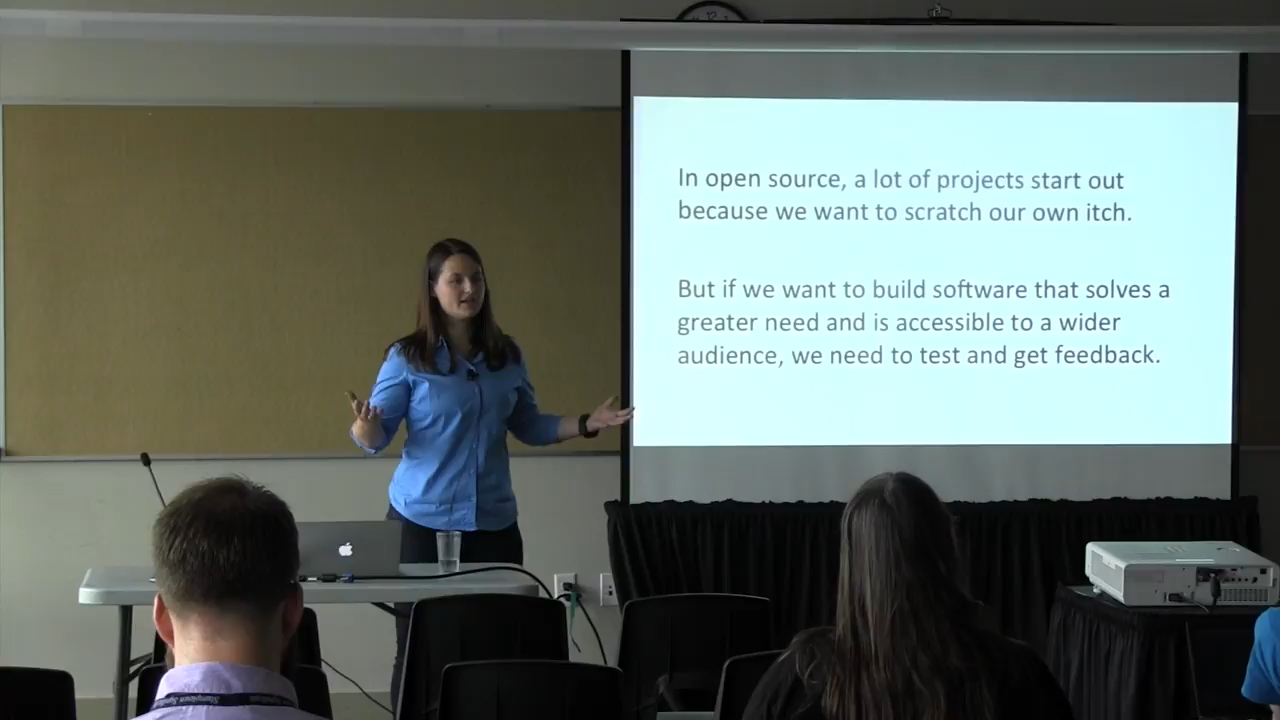 In open source, a lot of projects start out
because we want to scratch our own itch.
But if we want to build software that solves a
greater need and is accessible to a wider
audience, we need to test and get feedback.